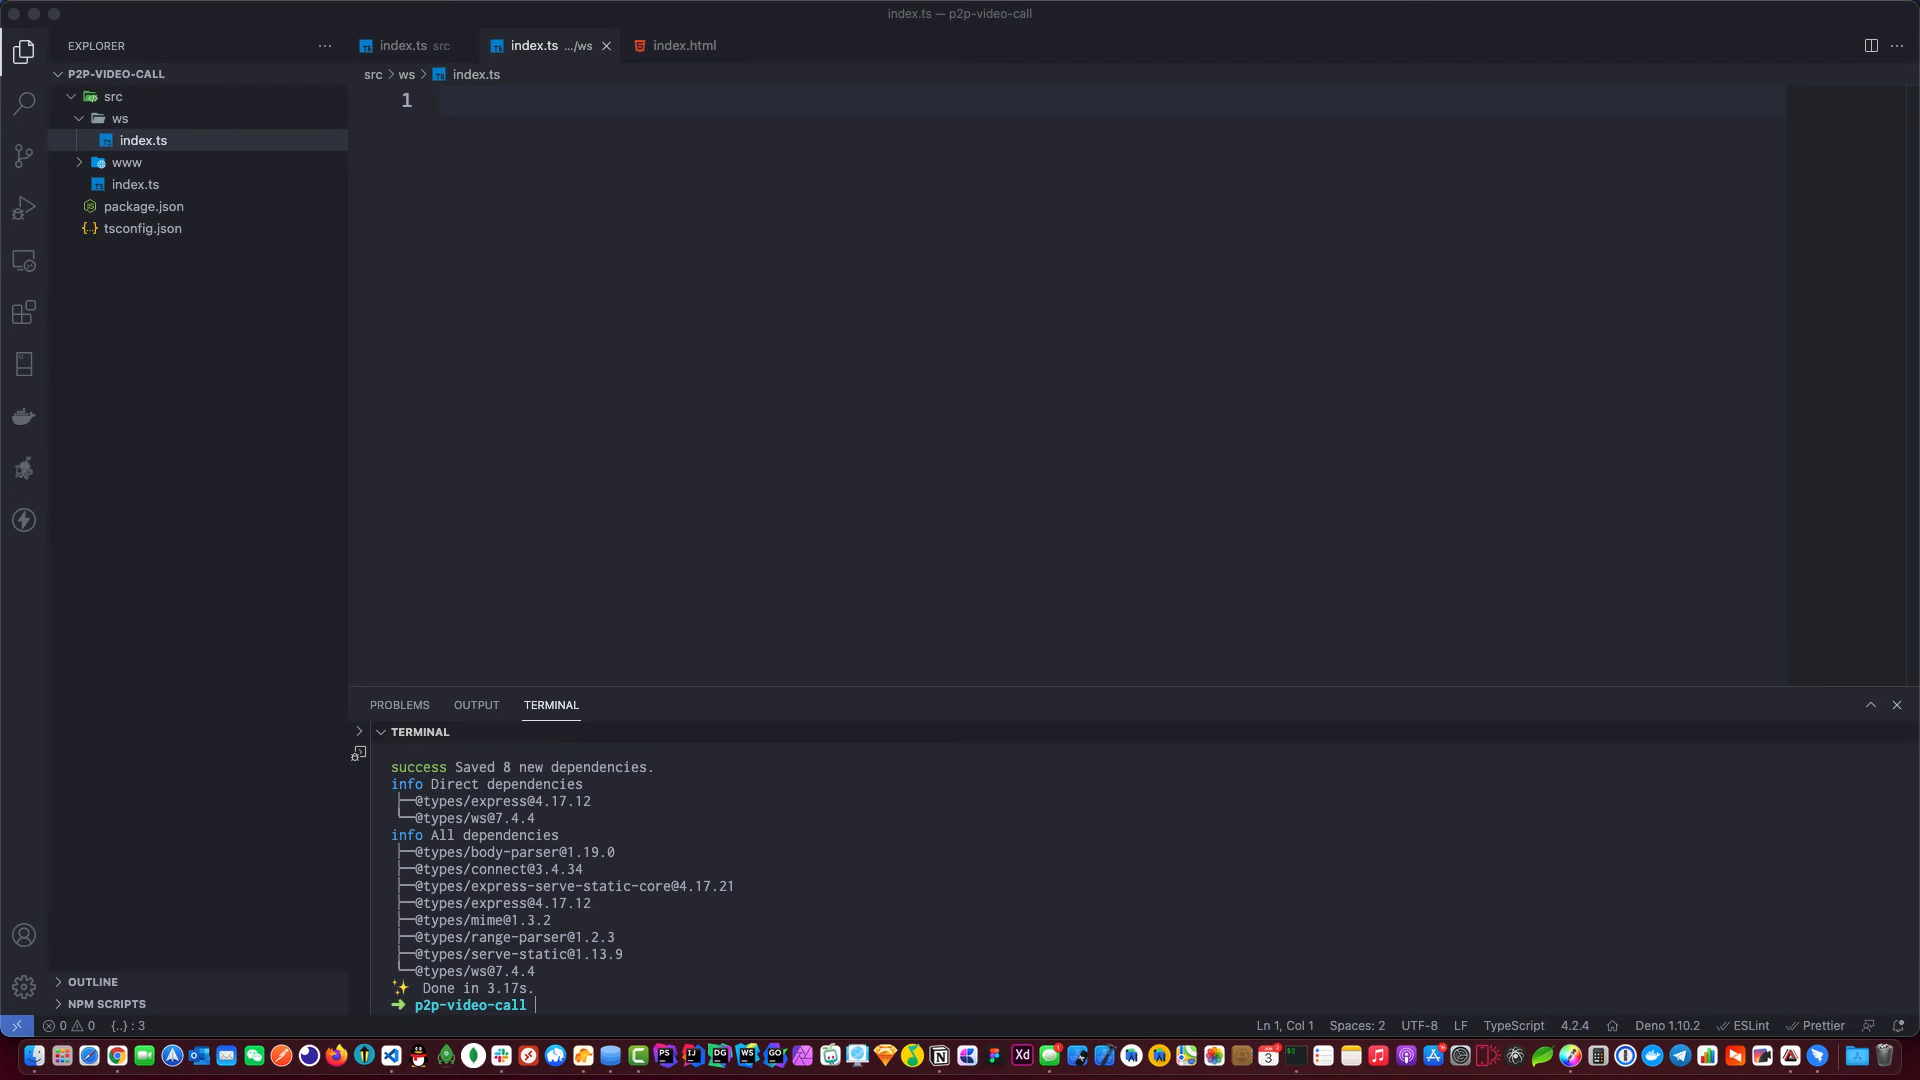 index.ts — p2p-video-call
EXPLORER
index.ts src
index.ts .../ws
index.html
P2P-VIDEO-CALL
src
ws
index.ts
www
index.ts
package.json
tsconfig.json
OUTLINE
NPM SCRIPTS
src > ws > index.ts
1
PROBLEMS OUTPUT TERMINAL
TERMINAL
success Saved 8 new dependencies.
info Direct dependencies
├─@types/express@4.17.12
└─@types/ws@7.4.4
info All dependencies
├─@types/body-parser@1.19.0
├─@types/connect@3.4.34
├─@types/express-serve-static-core@4.17.21
├─@types/express@4.17.12
├─@types/mime@1.3.2
├─@types/range-parser@1.2.3
├─@types/serve-static@1.13.9
└─@types/ws@7.4.4
✨ Done in 3.17s.
➜ p2p-video-call
0 0 {..} : 3
Ln 1, Col 1 Spaces: 2 UTF-8 LF TypeScript 4.2.4 Deno 1.10.2 ESLint Prettier
PS IJ DG WS GO Xd 3